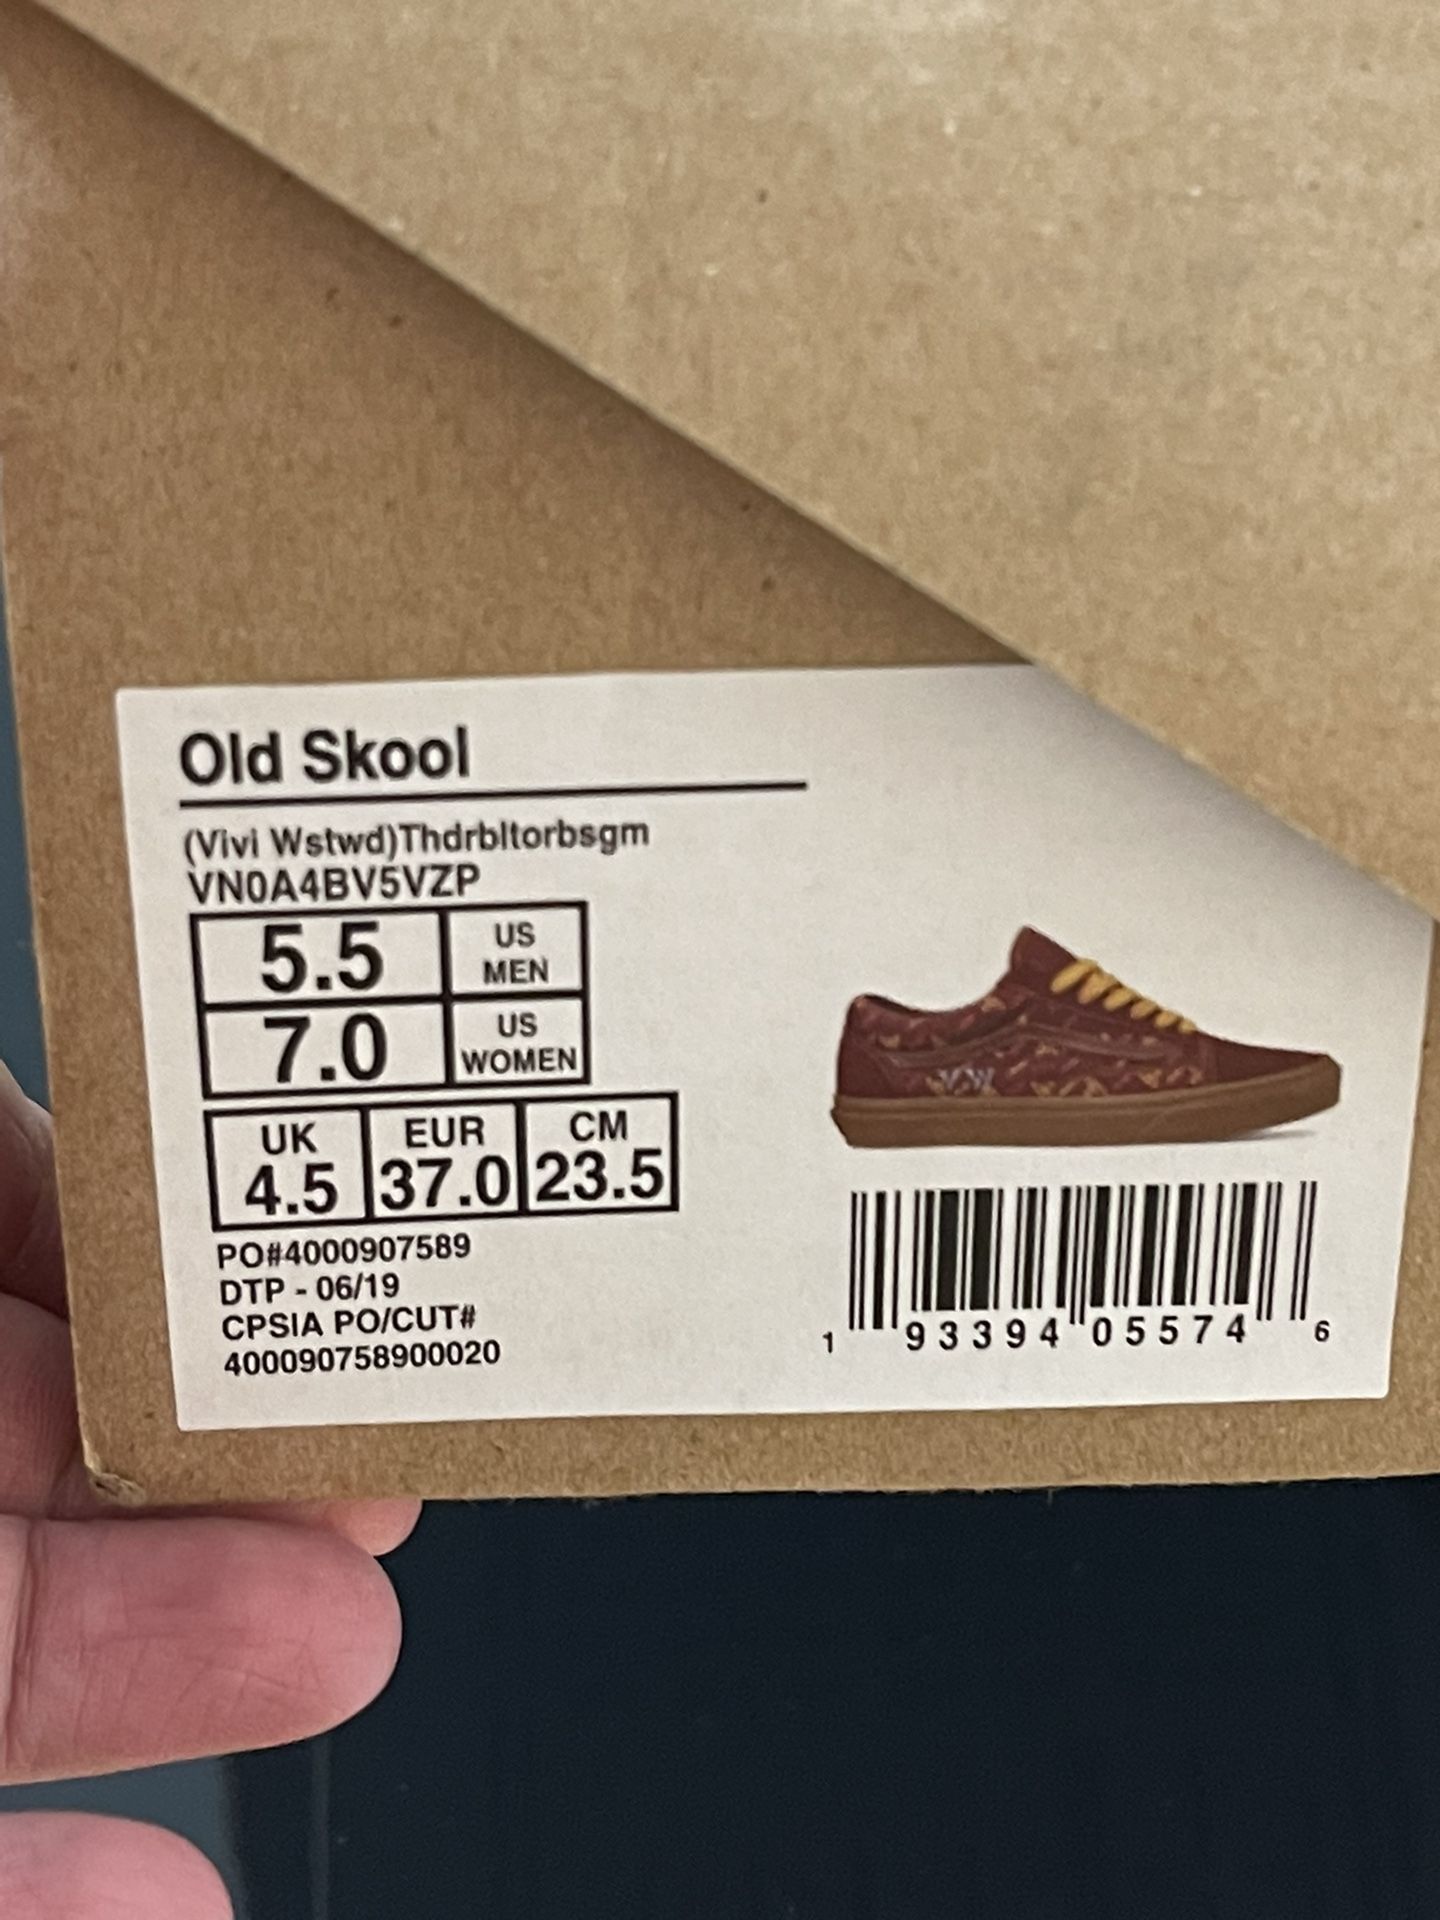 Old Skool
(Vivi Wstwd)Thdrbltorbsgm
VN0A4BV5VZP
5.5 US MEN
7.0 US WOMEN
UK EUR CM
4.5 37.0 23.5
PO#4000907589
DTP - 06/19
CPSIA PO/CUT#
400090758900020
V.W
1 93394 05574 6